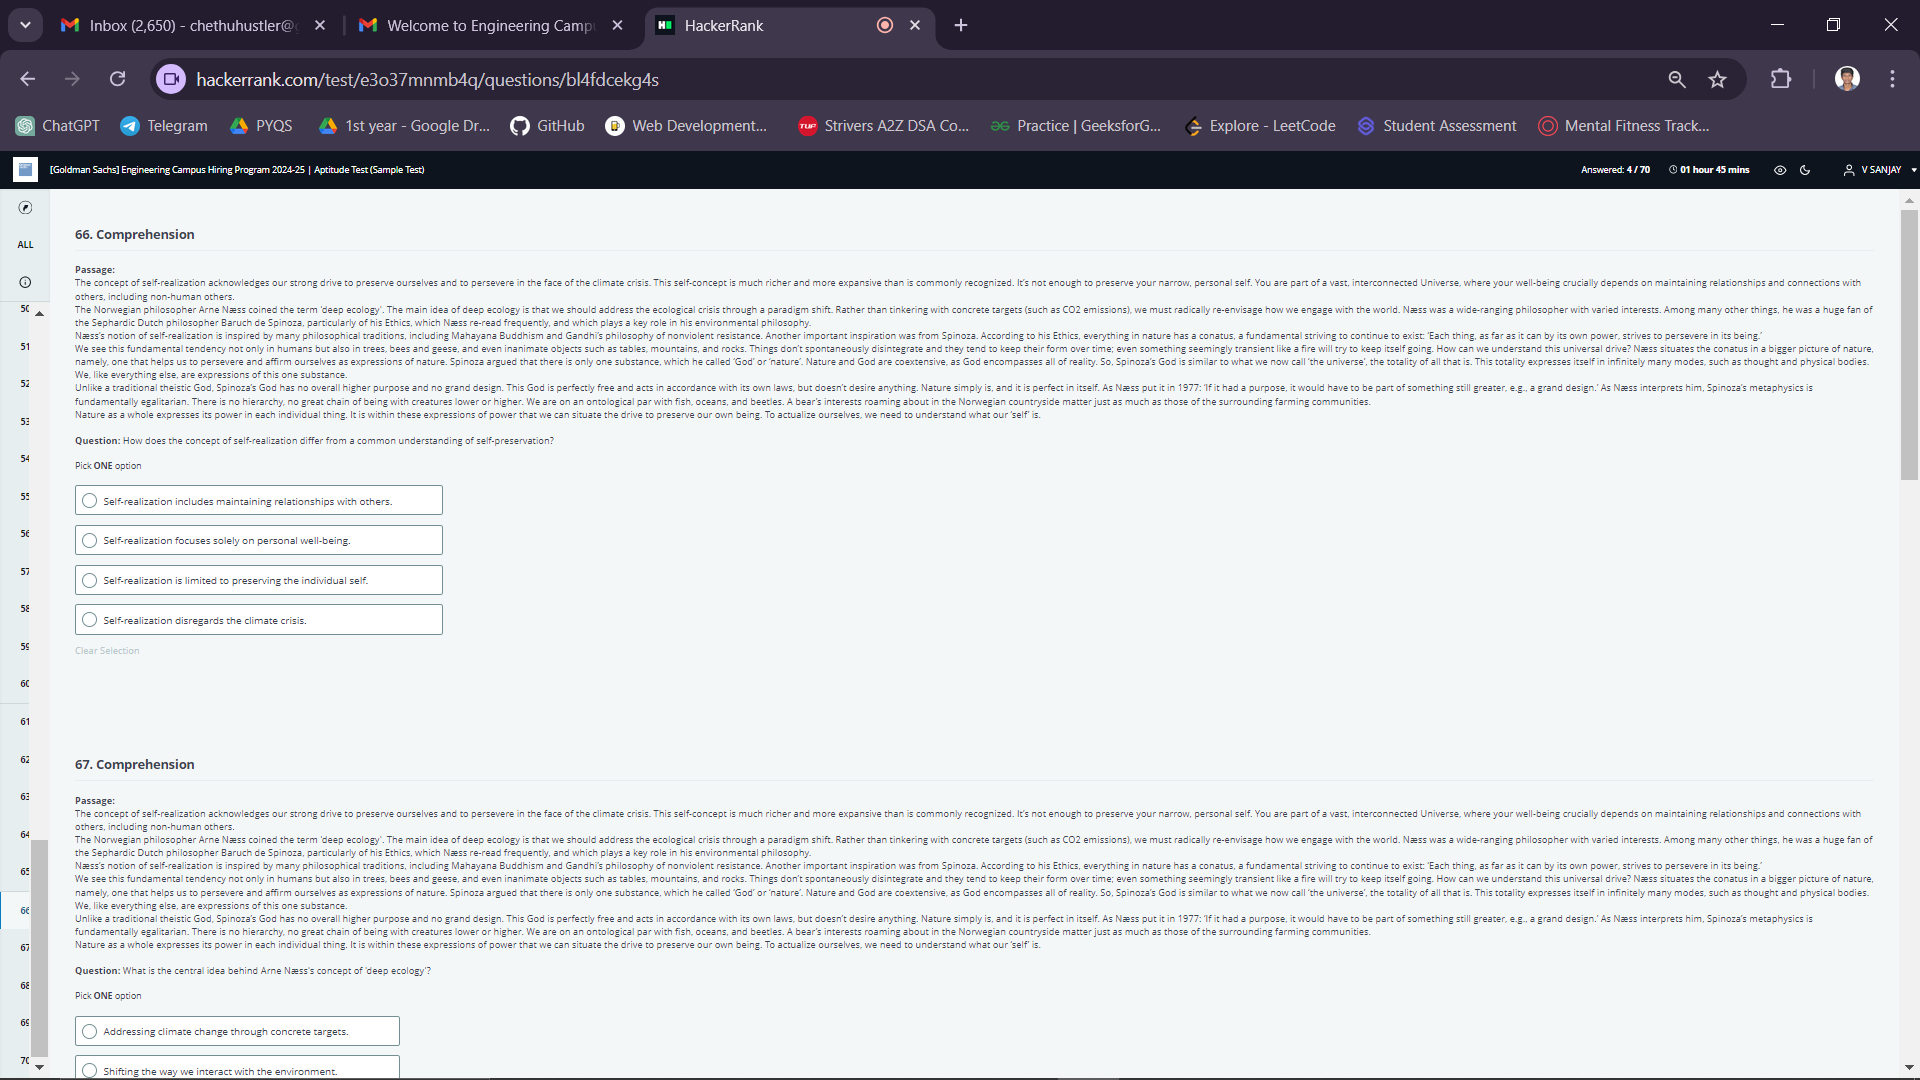 Inbox (2,650) - chethuhustler@g
Welcome to Engineering Camp
HackerRank
hackerrank.com/test/e3o37mnmb4q/questions/bl4fdcekg4s
ChatGPT
Telegram
PYQS
1st year - Google Dr...
GitHub
Web Development...
TUF
Strivers A2Z DSA Co...
Practice | GeeksforG...
Explore - LeetCode
Student Assessment
Mental Fitness Track...
[Goldman Sachs] Engineering Campus Hiring Program 2024-25 | Aptitude Test (Sample Test)
Answered: 4 / 70
01 hour 45 mins
V SANJAY
ALL
50
51
52
53
54
55
56
57
58
59
60
61
62
63
64
65
66
67
68
69
70
66. Comprehension
Passage:
The concept of self-realization acknowledges our strong drive to preserve ourselves and to persevere in the face of the climate crisis. This self-concept is much richer and more expansive than is commonly recognized. It's not enough to preserve your narrow, personal self. You are part of a vast, interconnected Universe, where your well-being crucially depends on maintaining relationships and connections with
others, including non-human others.
The Norwegian philosopher Arne Næss coined the term 'deep ecology'. The main idea of deep ecology is that we should address the ecological crisis through a paradigm shift. Rather than tinkering with concrete targets (such as CO2 emissions), we must radically re-envisage how we engage with the world. Næss was a wide-ranging philosopher with varied interests. Among many other things, he was a huge fan of
the Sephardic Dutch philosopher Baruch de Spinoza, particularly of his Ethics, which Næss re-read frequently, and which plays a key role in his environmental philosophy.
Næss's notion of self-realization is inspired by many philosophical traditions, including Mahayana Buddhism and Gandhi's philosophy of nonviolent resistance. Another important inspiration was from Spinoza. According to his Ethics, everything in nature has a conatus, a fundamental striving to continue to exist: 'Each thing, as far as it can by its own power, strives to persevere in its being.'
We see this fundamental tendency not only in humans but also in trees, bees and geese, and even inanimate objects such as tables, mountains, and rocks. Things don't spontaneously disintegrate and they tend to keep their form over time; even something seemingly transient like a fire will try to keep itself going. How can we understand this universal drive? Næss situates the conatus in a bigger picture of nature,
namely, one that helps us to persevere and affirm ourselves as expressions of nature. Spinoza argued that there is only one substance, which he called 'God' or 'nature'. Nature and God are coextensive, as God encompasses all of reality. So, Spinoza's God is similar to what we now call 'the universe', the totality of all that is. This totality expresses itself in infinitely many modes, such as thought and physical bodies.
We, like everything else, are expressions of this one substance.
Unlike a traditional theistic God, Spinoza's God has no overall higher purpose and no grand design. This God is perfectly free and acts in accordance with its own laws, but doesn't desire anything. Nature simply is, and it is perfect in itself. As Næss put it in 1977: 'If it had a purpose, it would have to be part of something still greater, e.g., a grand design.' As Næss interprets him, Spinoza's metaphysics is
fundamentally egalitarian. There is no hierarchy, no great chain of being with creatures lower or higher. We are on an ontological par with fish, oceans, and beetles. A bear's interests roaming about in the Norwegian countryside matter just as much as those of the surrounding farming communities.
Nature as a whole expresses its power in each individual thing. It is within these expressions of power that we can situate the drive to preserve our own being. To actualize ourselves, we need to understand what our 'self' is.
Question: How does the concept of self-realization differ from a common understanding of self-preservation?
Pick ONE option
Self-realization includes maintaining relationships with others.
Self-realization focuses solely on personal well-being.
Self-realization is limited to preserving the individual self.
Self-realization disregards the climate crisis.
Clear Selection
67. Comprehension
Passage:
The concept of self-realization acknowledges our strong drive to preserve ourselves and to persevere in the face of the climate crisis. This self-concept is much richer and more expansive than is commonly recognized. It's not enough to preserve your narrow, personal self. You are part of a vast, interconnected Universe, where your well-being crucially depends on maintaining relationships and connections with
others, including non-human others.
The Norwegian philosopher Arne Næss coined the term 'deep ecology'. The main idea of deep ecology is that we should address the ecological crisis through a paradigm shift. Rather than tinkering with concrete targets (such as CO2 emissions), we must radically re-envisage how we engage with the world. Næss was a wide-ranging philosopher with varied interests. Among many other things, he was a huge fan of
the Sephardic Dutch philosopher Baruch de Spinoza, particularly of his Ethics, which Næss re-read frequently, and which plays a key role in his environmental philosophy.
Næss's notion of self-realization is inspired by many philosophical traditions, including Mahayana Buddhism and Gandhi's philosophy of nonviolent resistance. Another important inspiration was from Spinoza. According to his Ethics, everything in nature has a conatus, a fundamental striving to continue to exist: 'Each thing, as far as it can by its own power, strives to persevere in its being.'
We see this fundamental tendency not only in humans but also in trees, bees and geese, and even inanimate objects such as tables, mountains, and rocks. Things don't spontaneously disintegrate and they tend to keep their form over time; even something seemingly transient like a fire will try to keep itself going. How can we understand this universal drive? Næss situates the conatus in a bigger picture of nature,
namely, one that helps us to persevere and affirm ourselves as expressions of nature. Spinoza argued that there is only one substance, which he called 'God' or 'nature'. Nature and God are coextensive, as God encompasses all of reality. So, Spinoza's God is similar to what we now call 'the universe', the totality of all that is. This totality expresses itself in infinitely many modes, such as thought and physical bodies.
We, like everything else, are expressions of this one substance.
Unlike a traditional theistic God, Spinoza's God has no overall higher purpose and no grand design. This God is perfectly free and acts in accordance with its own laws, but doesn't desire anything. Nature simply is, and it is perfect in itself. As Næss put it in 1977: 'If it had a purpose, it would have to be part of something still greater, e.g., a grand design.' As Næss interprets him, Spinoza's metaphysics is
fundamentally egalitarian. There is no hierarchy, no great chain of being with creatures lower or higher. We are on an ontological par with fish, oceans, and beetles. A bear's interests roaming about in the Norwegian countryside matter just as much as those of the surrounding farming communities.
Nature as a whole expresses its power in each individual thing. It is within these expressions of power that we can situate the drive to preserve our own being. To actualize ourselves, we need to understand what our 'self' is.
Question: What is the central idea behind Arne Næss's concept of 'deep ecology'?
Pick ONE option
Addressing climate change through concrete targets.
Shifting the way we interact with the environment.